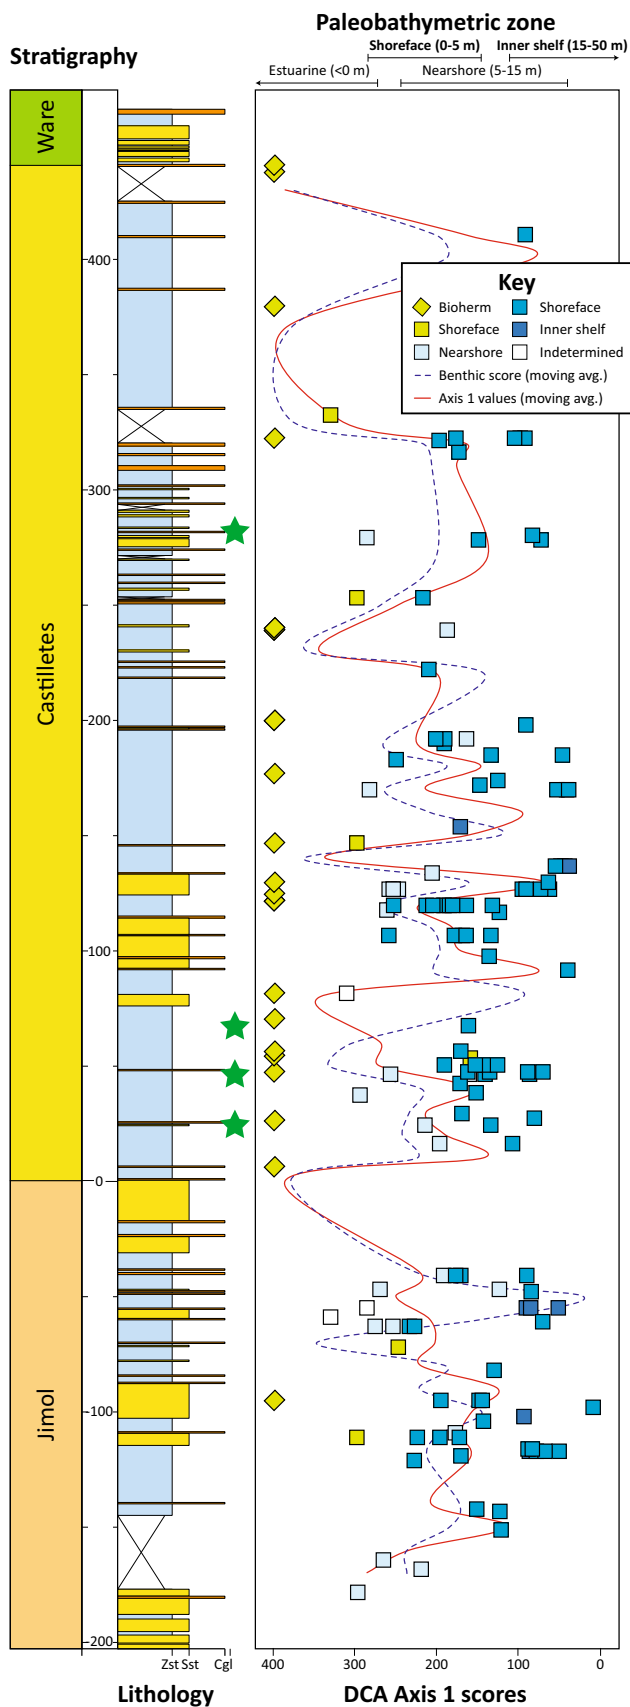 Paleobathymetric zone
Stratigraphy
Shoreface (0-5 m)
Inner shelf (15-50 m)
Estuarine (<0 m)
Nearshore (5-15 m)
Ware
Castilletes
Jimol
400
300
200
100
0
-100
-200
Key
Bioherm
Shoreface
Shoreface
Inner shelf
Nearshore
Indetermined
Benthic score (moving avg.)
Axis 1 values (moving avg.)
Zst
Sst
Cgl
400
300
200
100
0
Lithology
DCA Axis 1 scores